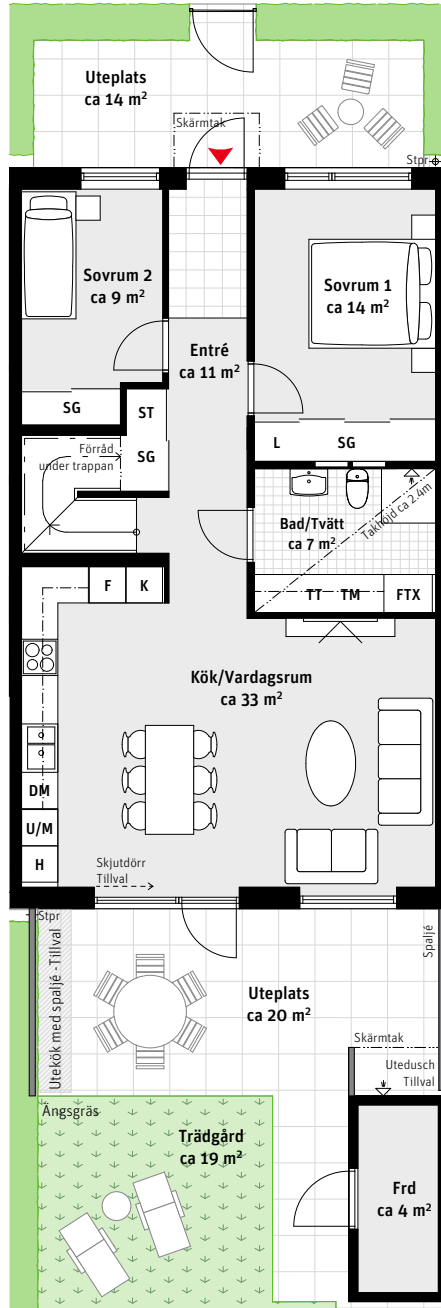 Uteplats
ca 14 m²
Skärmtak
Stpr
Sovrum 2
ca 9 m²
Sovrum 1
ca 14 m²
Entré
ca 11 m²
SG
ST
SG
L
SG
Förråd
under trappan
Takhöjd ca 2.4m
Bad/Tvätt
ca 7 m²
TT
TM
FTX
F
K
Kök/Vardagsrum
ca 33 m²
DM
U/M
H
Skjutdörr
Tillval
Stpr
Utekök med spaljé - Tillval
Spaljé
Uteplats
ca 20 m²
Skärmtak
Utedusch
Tillval
Ängsgräs
Trädgård
ca 19 m²
Frd
ca 4 m²